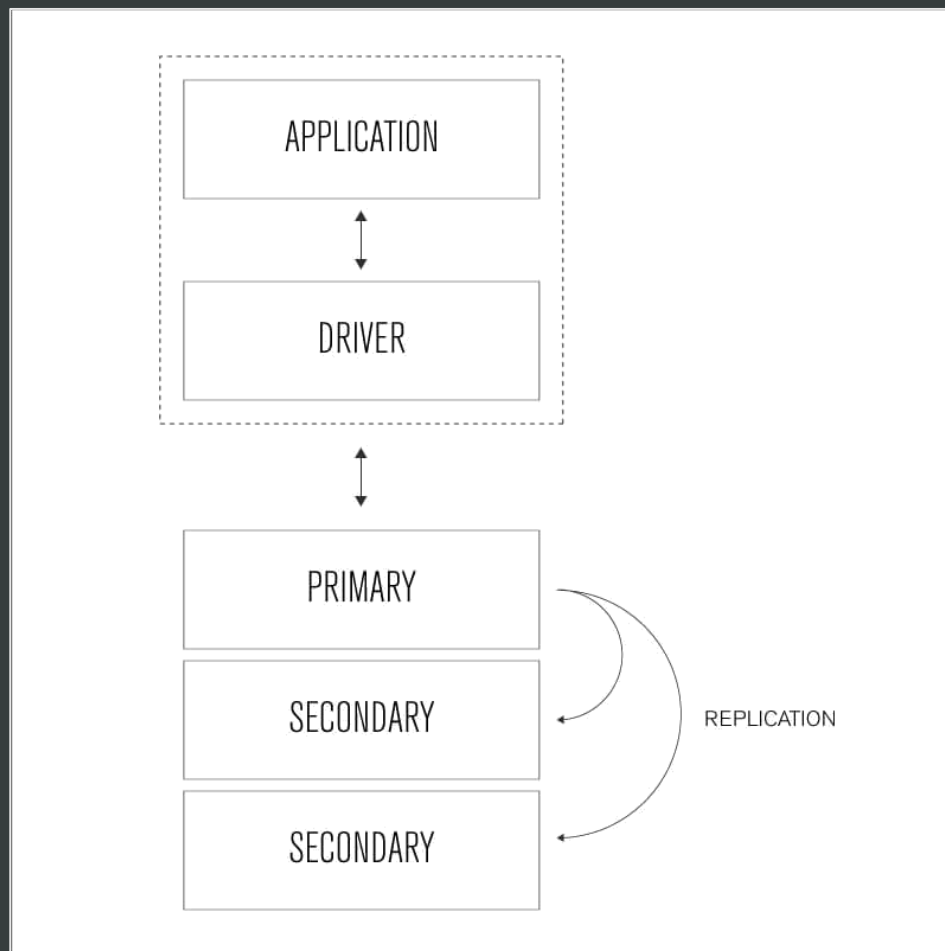 APPLICATION
DRIVER
PRIMARY
SECONDARY
REPLICATION
SECONDARY